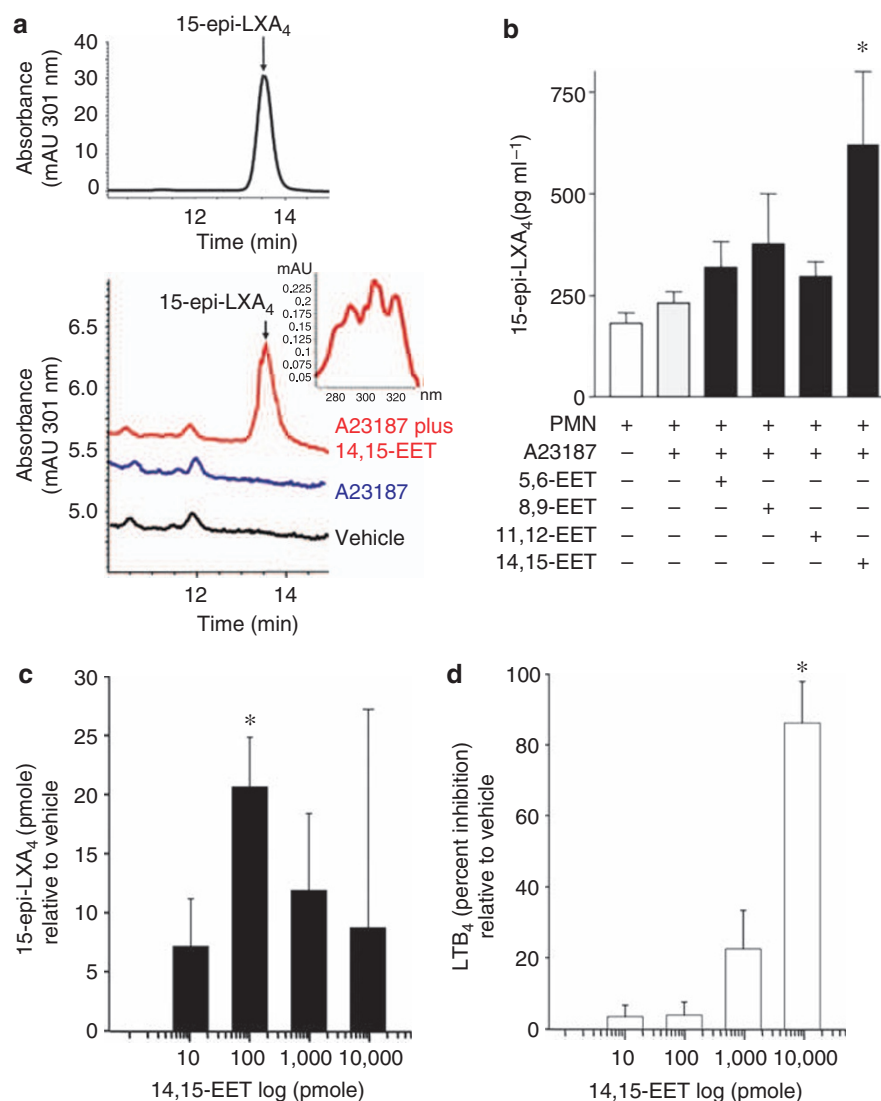 a
15-epi-LXA4
Absorbance
(mAU 301 nm)
40
30
20
10
0
12
14
Time (min)
mAU
0.225
0.2
0.175
0.15
0.125
0.1
0.075
0.05
280
300
320
nm
15-epi-LXA4
Absorbance
(mAU 301 nm)
6.5
6.0
5.5
5.0
A23187 plus
14,15-EET
A23187
Vehicle
12
14
Time (min)
b
*
15-epi-LXA4(pg ml−1)
750
500
250
0
PMN + + + + + +
A23187 − + + + + +
5,6-EET − − + − − −
8,9-EET − − − + − −
11,12-EET − − − − + −
14,15-EET − − − − − +
c
15-epi-LXA4 (pmole)
relative to vehicle
30
25
20
15
10
5
0
*
10
100
1,000
10,000
14,15-EET log (pmole)
d
LTB4 (percent inhibition)
relative to vehicle
100
80
60
40
20
0
*
10
100
1,000
10,000
14,15-EET log (pmole)